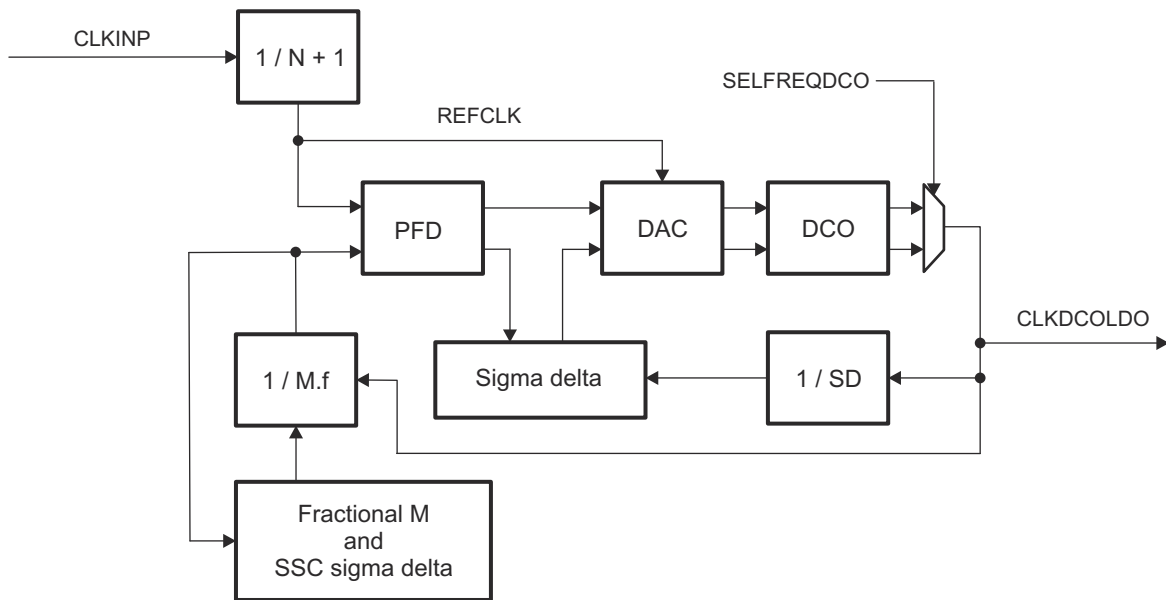 CLKINP
1 / N + 1
SELFREQDCO
REFCLK
PFD
DAC
DCO
CLKDCOLDO
1 / M.f
Sigma delta
1 / SD
Fractional M
and
SSC sigma delta